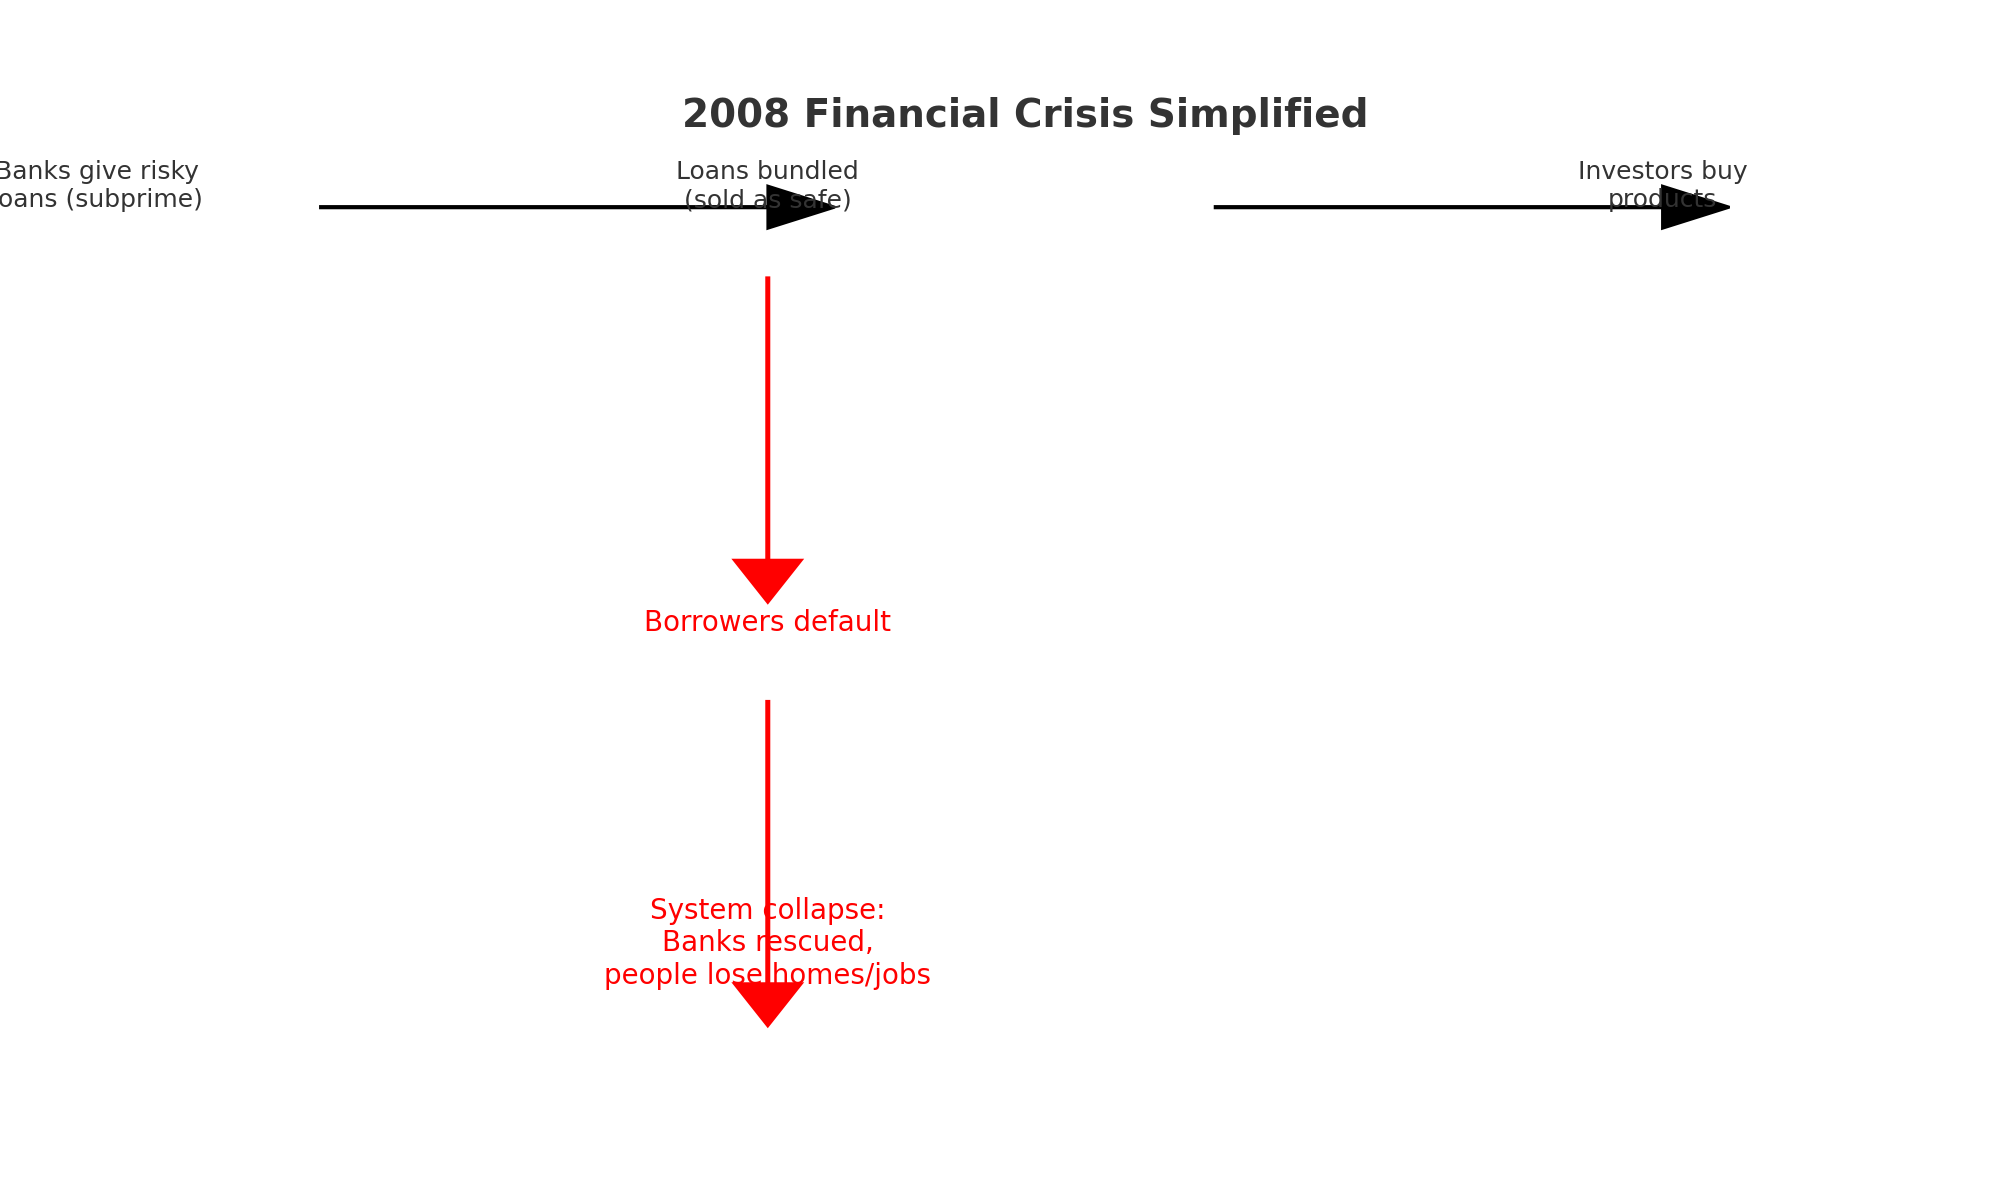 2008 Financial Crisis Simplified
Banks give risky
oans (subprime)
Loans bundled
(sold as safe)
Investors buy
products
Borrowers default
System collapse:
Banks rescued,
people lose homes/jobs